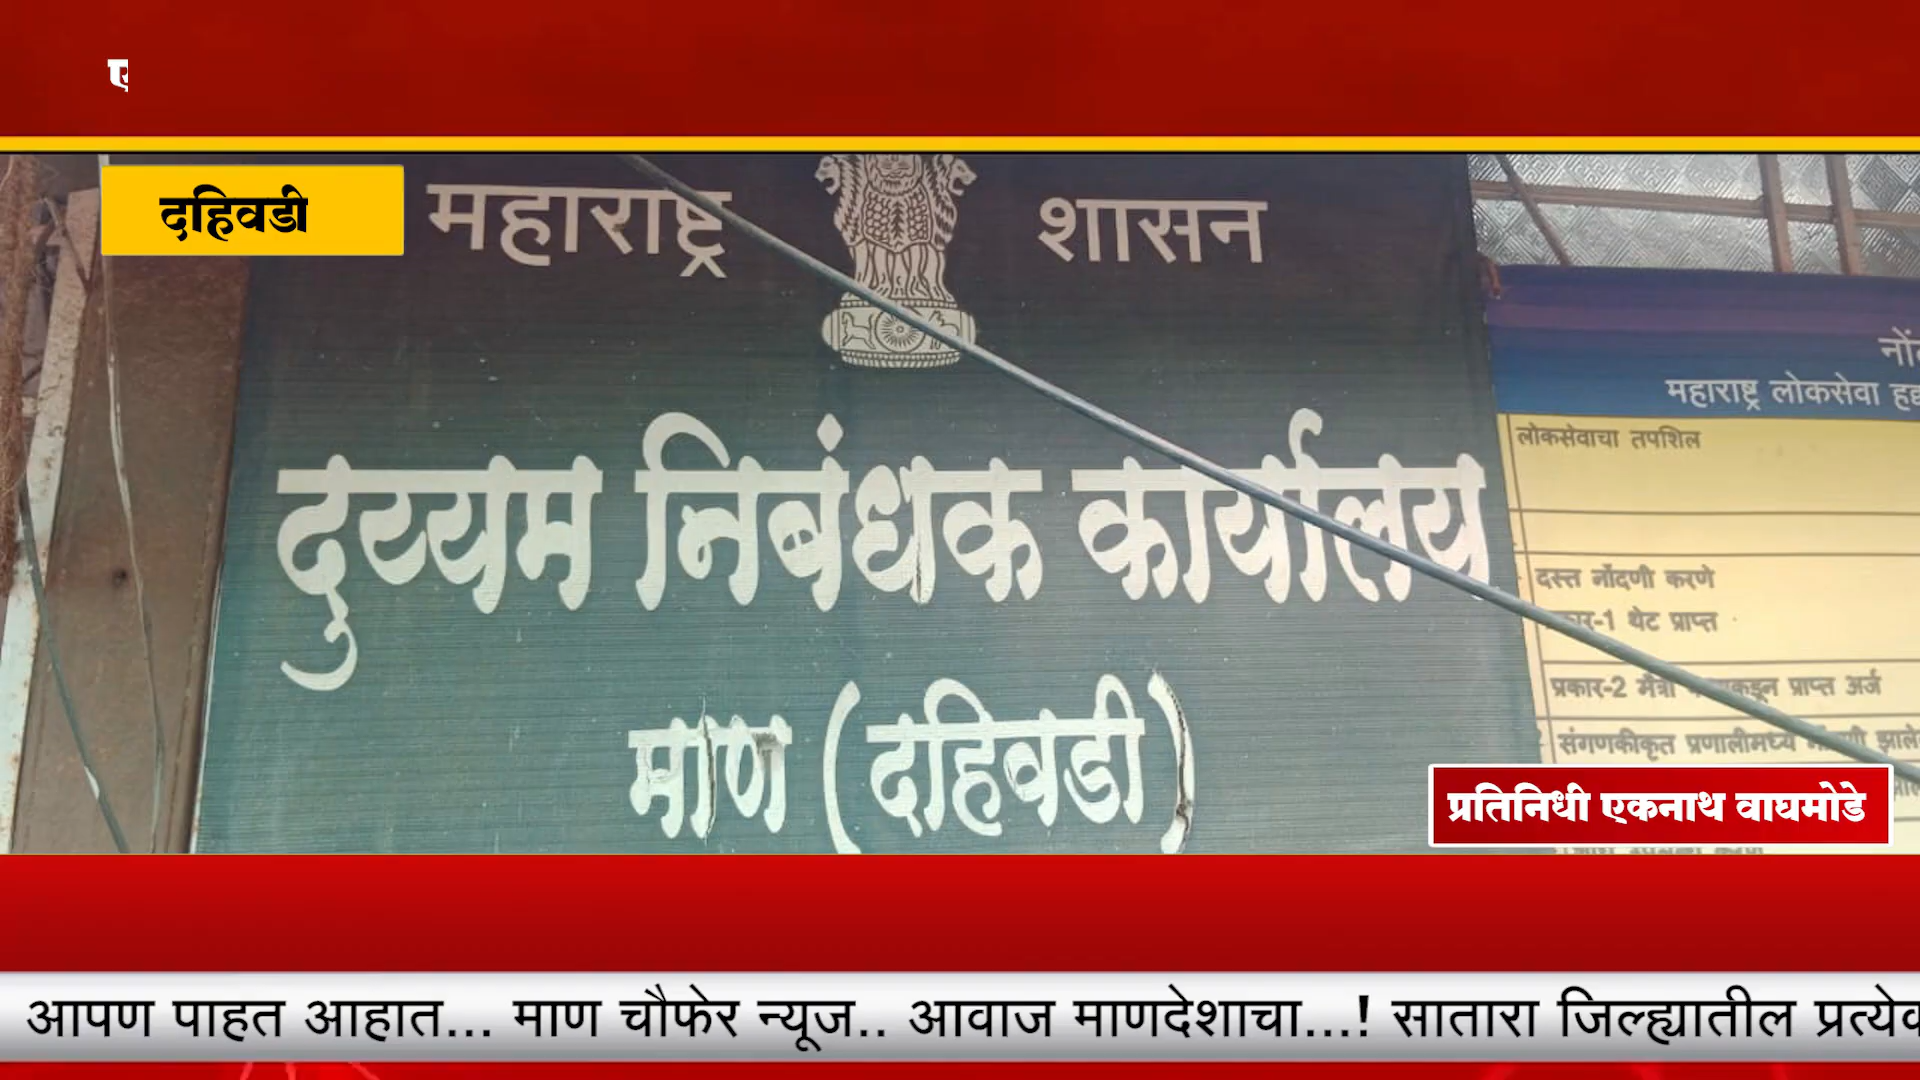 दहिवडी
महाराष्ट्र शासन
दुय्यम निबंधक कार्यालय
माण (दहिवडी)
महाराष्ट्र लोकसेवा
लोकसेवाचा तपशिल
दस्त नोंदणी करणे
थेट प्राप्त
प्रकार-2 प्राप्त अर्ज
संगणकीकृत प्रणालीमध्ये
प्रतिनिधी एकनाथ वाघमोडे
आपण पाहत आहात... माण चौफेर न्यूज.. आवाज माणदेशाचा...! सातारा जिल्ह्यातील